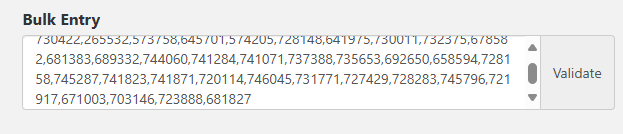 Bulk Entry
730422,265532,573758,645701,574205,728148,641975,730011,732375,67858
2,681383,689332,744060,741284,741071,737388,735653,692650,658594,7281
58,745287,741823,741871,720114,746045,731771,727429,728283,745796,721
917,671003,703146,723888,681827
Validate